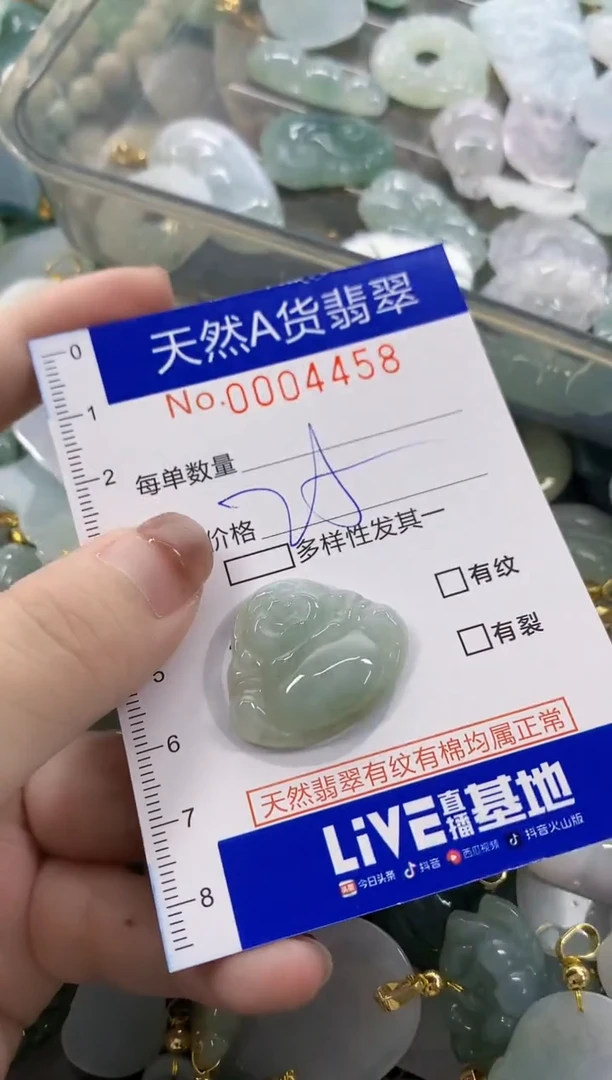 天然A货翡翠
No.0004458
每单数量
价格
多样性发其一
有纹
有裂
天然翡翠有纹有棉均属正常
LiVE直播基地
今日头条 抖音 西瓜视频 抖音火山版
0
1
2
5
6
7
8